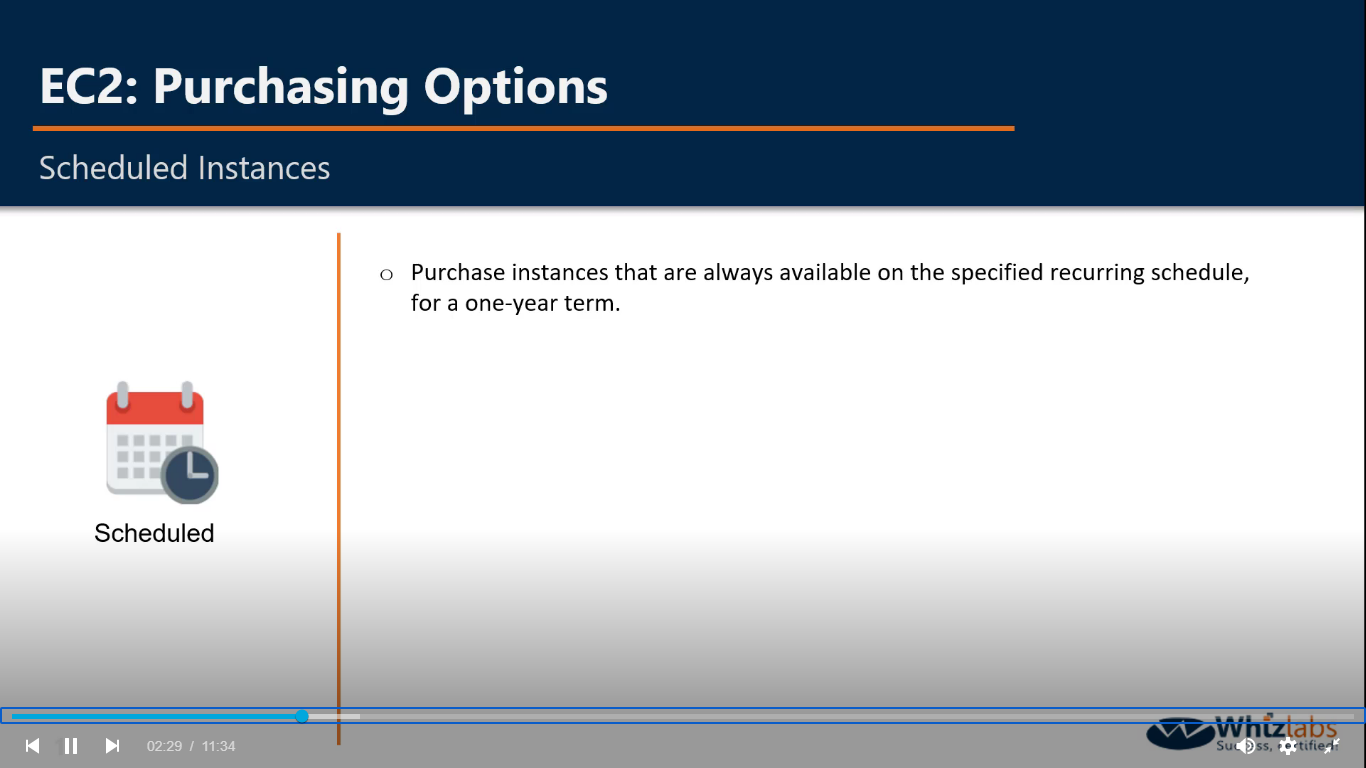 EC2: Purchasing Options
Scheduled Instances
o Purchase instances that are always available on the specified recurring schedule,
for a one-year term.
Scheduled
02:29 / 11:34
Whizlabs